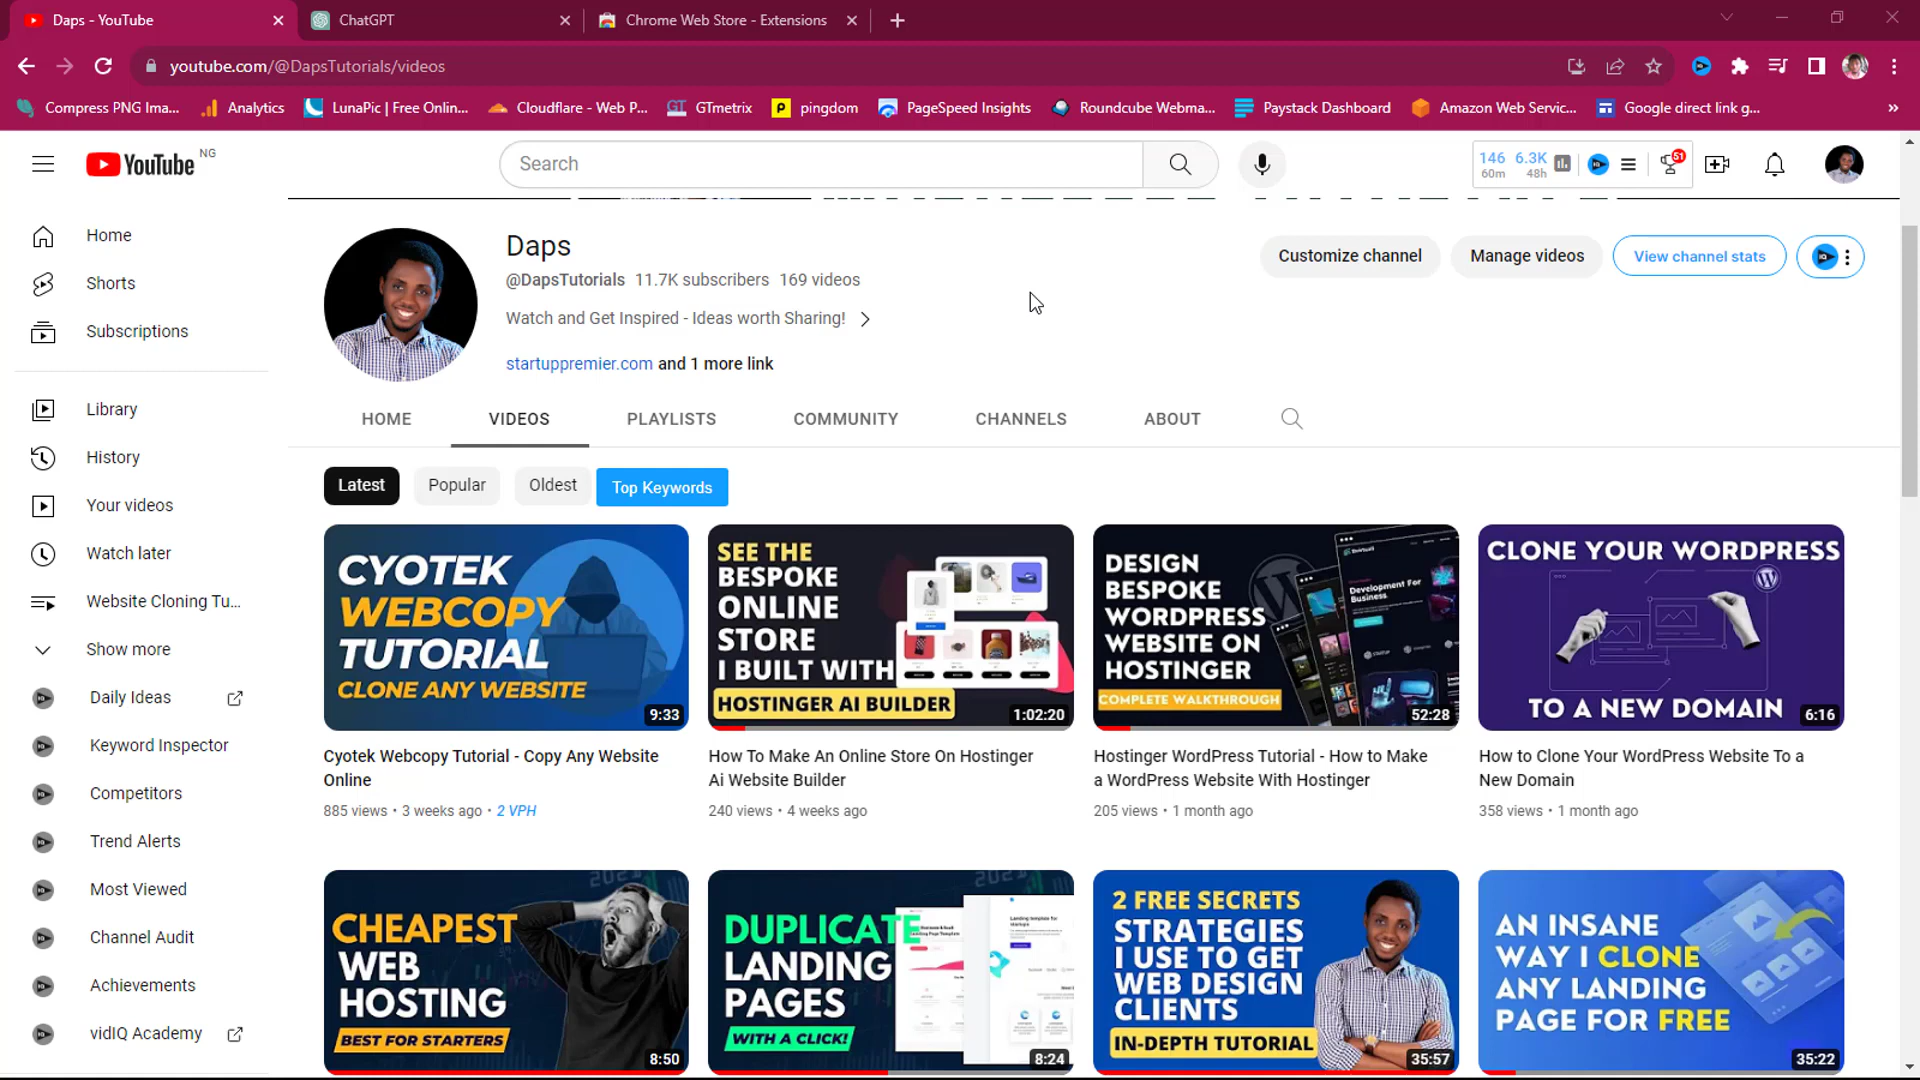 Daps - YouTube
ChatGPT
Chrome Web Store - Extensions
youtube.com/@DapsTutorials/videos
Compress PNG Ima...
Analytics
LunaPic | Free Onlin...
Cloudflare - Web P...
GTmetrix
pingdom
PageSpeed Insights
Roundcube Webma...
Paystack Dashboard
Amazon Web Servic...
Google direct link g...
YouTube NG
Search
146 6.3K
60m 48h
51
Home
Shorts
Subscriptions
Library
History
Your videos
Watch later
Website Cloning Tu...
Show more
Daily Ideas
Keyword Inspector
Competitors
Trend Alerts
Most Viewed
Channel Audit
Achievements
vidIQ Academy
Daps
@DapsTutorials 11.7K subscribers 169 videos
Watch and Get Inspired - Ideas worth Sharing!
startuppremier.com and 1 more link
Customize channel
Manage videos
View channel stats
HOME
VIDEOS
PLAYLISTS
COMMUNITY
CHANNELS
ABOUT
Latest
Popular
Oldest
Top Keywords
CYOTEK
WEBCOPY
TUTORIAL
CLONE ANY WEBSITE
9:33
Cyotek Webcopy Tutorial - Copy Any Website
Online
885 views • 3 weeks ago • 2 VPH
SEE THE
BESPOKE
ONLINE
STORE
I BUILT WITH
HOSTINGER AI BUILDER
1:02:20
How To Make An Online Store On Hostinger
Ai Website Builder
240 views • 4 weeks ago
DESIGN
BESPOKE
WORDPRESS
WEBSITE ON
HOSTINGER
COMPLETE WALKTHROUGH
Development For
Business
52:28
Hostinger WordPress Tutorial - How to Make
a WordPress Website With Hostinger
205 views • 1 month ago
CLONE YOUR WORDPRESS
TO A NEW DOMAIN
6:16
How to Clone Your WordPress Website To a
New Domain
358 views • 1 month ago
CHEAPEST
WEB
HOSTING
BEST FOR STARTERS
8:50
DUPLICATE
LANDING
PAGES
WITH A CLICK!
Landing template for
startups
8:24
2 FREE SECRETS
STRATEGIES
I USE TO GET
WEB DESIGN
CLIENTS
IN-DEPTH TUTORIAL
35:57
AN INSANE
WAY I CLONE
ANY LANDING
PAGE FOR FREE
35:22